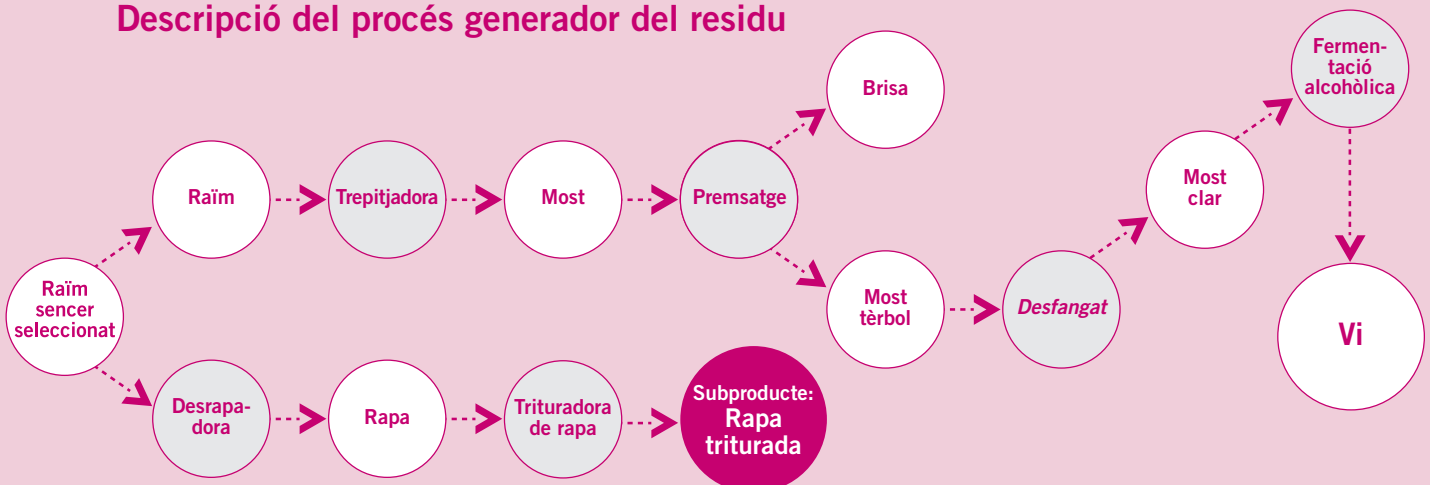 Descripció del procés generador del residu
Raïm
sencer
seleccionat
Raïm
Trepitjadora
Most
Premsatge
Brisa
Most
tèrbol
Desfangat
Most
clar
Fermen-
tació
alcohòlica
Vi
Desrapa-
dora
Rapa
Trituradora
de rapa
Subproducte:
Rapa
triturada